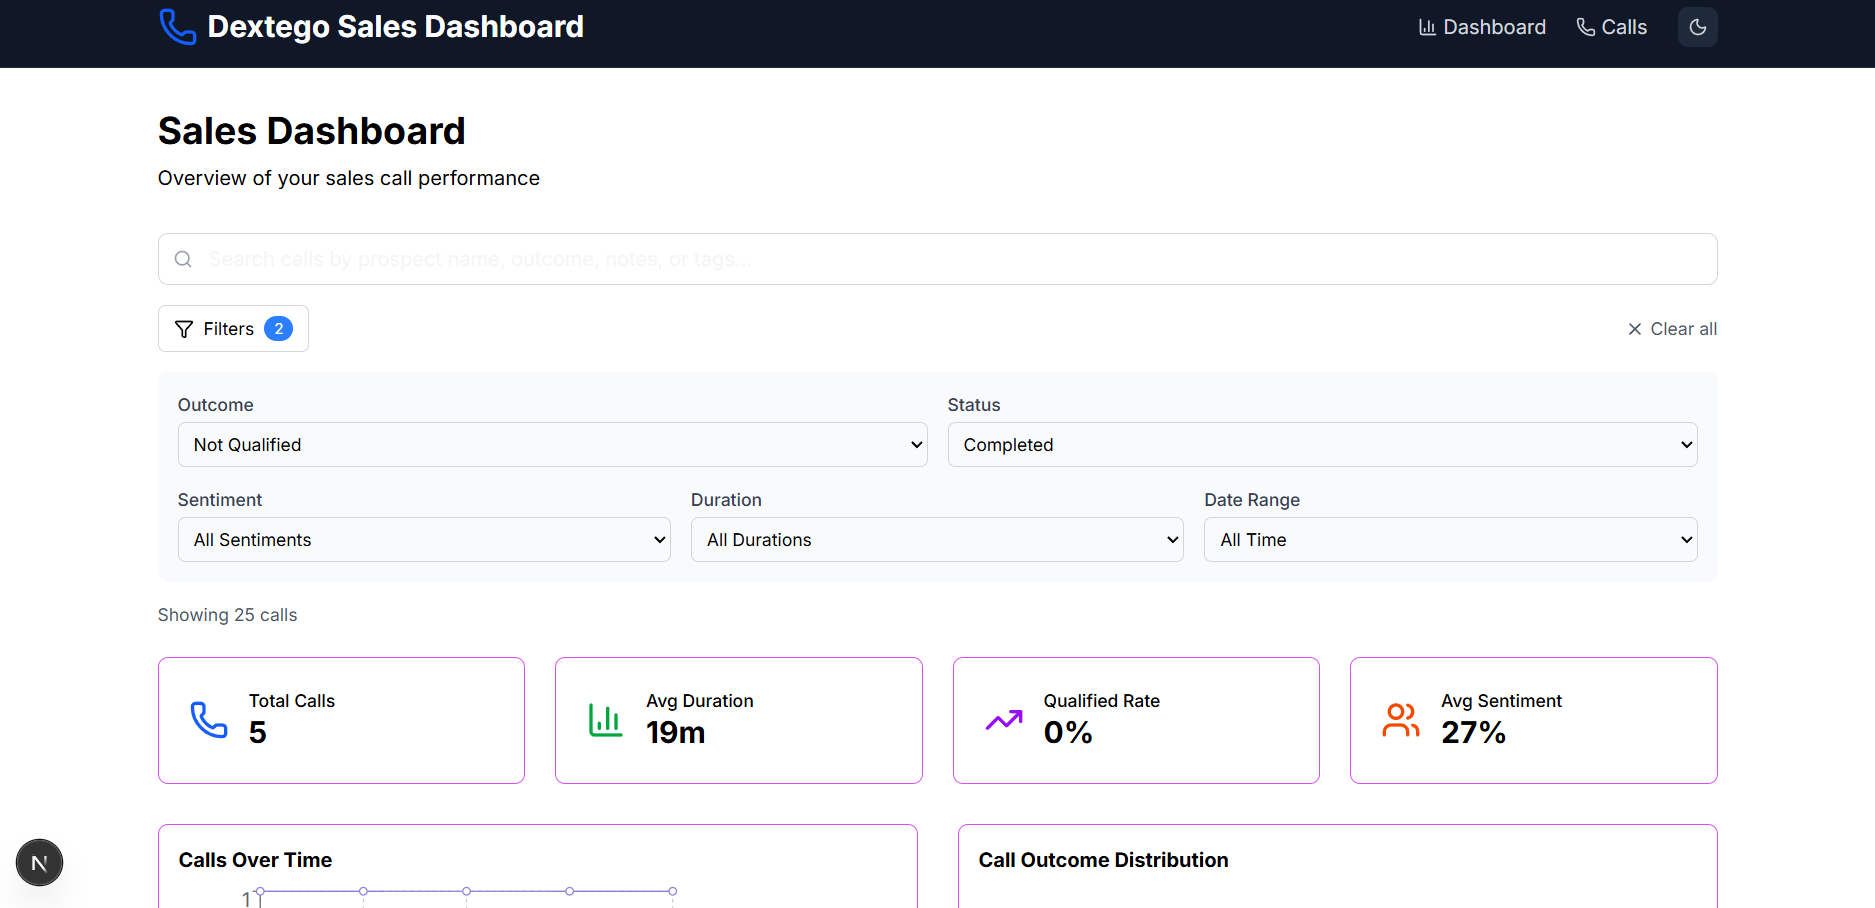 Dextego Sales Dashboard
Dashboard
Calls
Sales Dashboard
Overview of your sales call performance
Search calls by prospect name, outcome, notes, or tags...
Filters 2
Clear all
Outcome
Status
Not Qualified
Completed
Sentiment
Duration
Date Range
All Sentiments
All Durations
All Time
Showing 25 calls
Total Calls
5
Avg Duration
19m
Qualified Rate
0%
Avg Sentiment
27%
Calls Over Time
1
Call Outcome Distribution
N